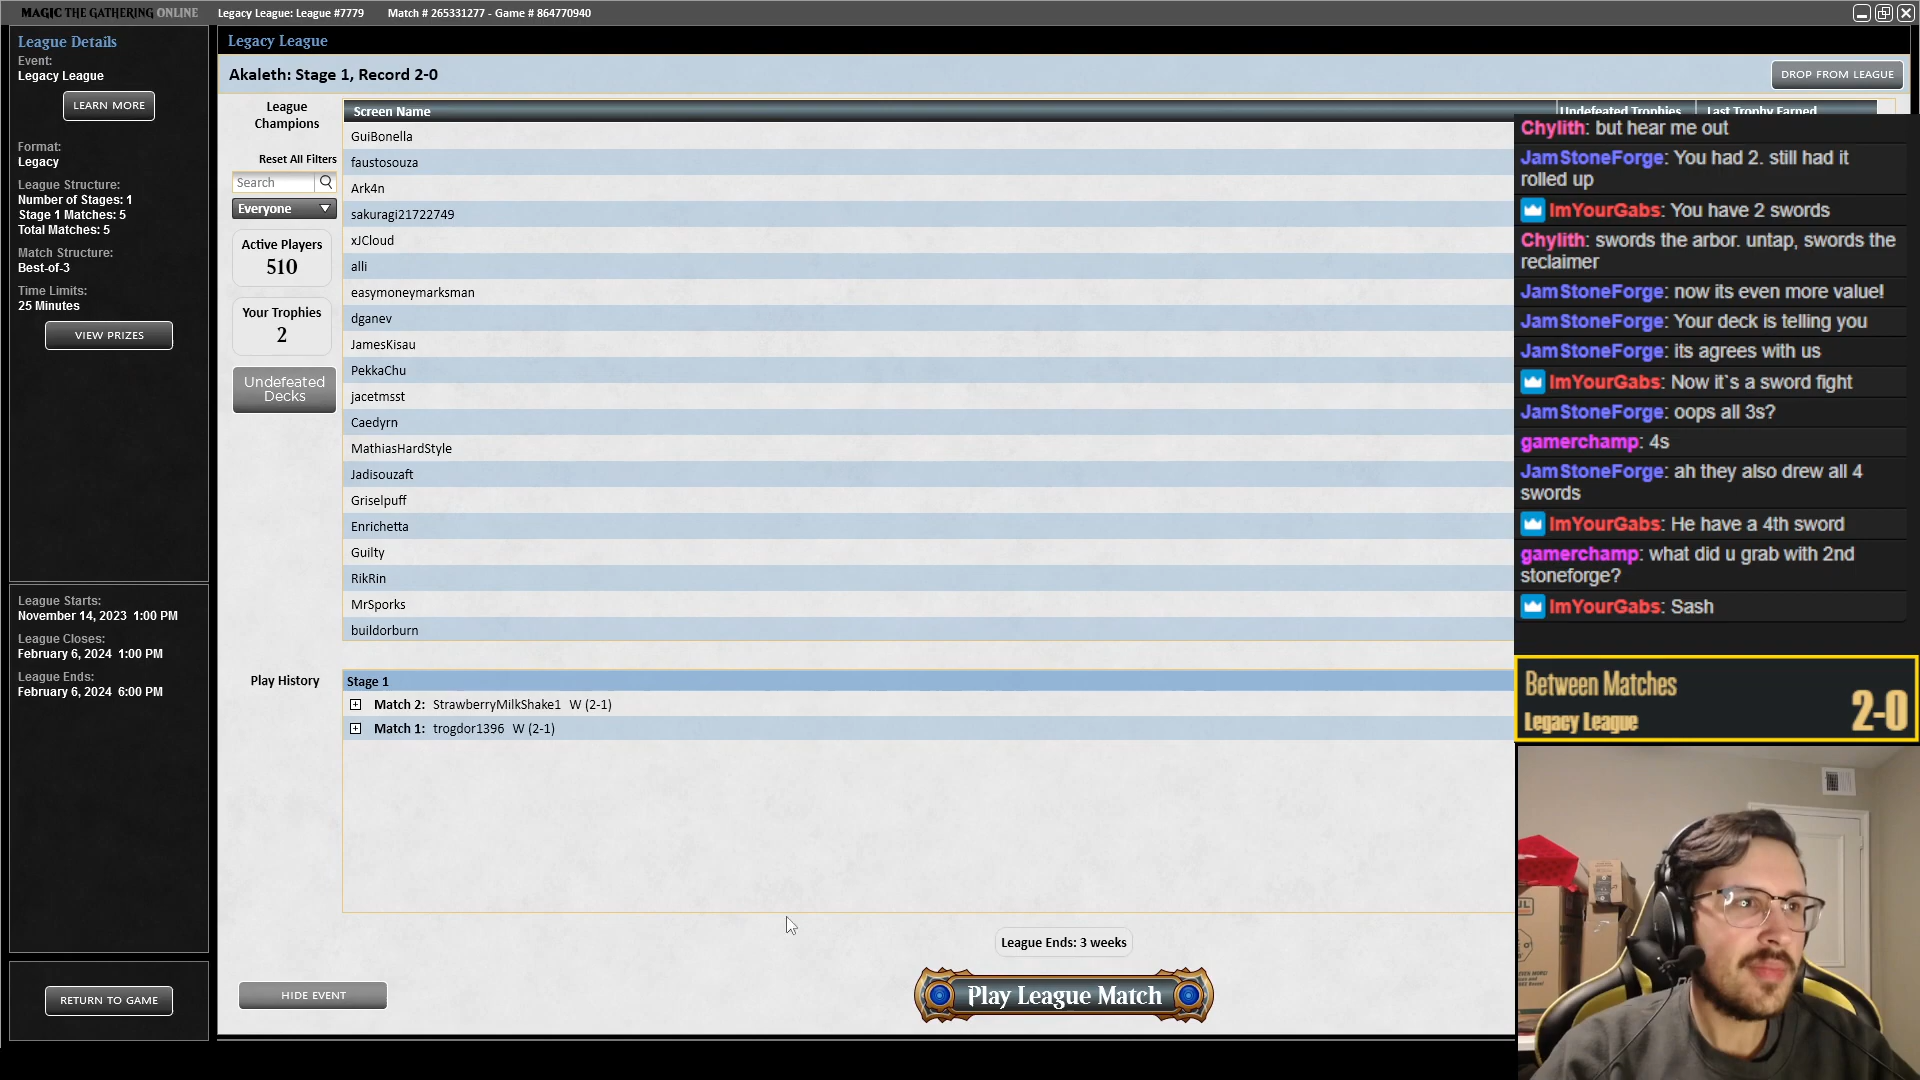 MAGIC THE GATHERING ONLINE
Legacy League: League #7779
Match # 265331277 - Game # 864770940
League Details
Event:
Legacy League
LEARN MORE
Format:
Legacy
League Structure:
Number of Stages: 1
Stage 1 Matches: 5
Total Matches: 5
Match Structure:
Best-of-3
Time Limits:
25 Minutes
VIEW PRIZES
League Starts:
November 14, 2023 1:00 PM
League Closes:
February 6, 2024 1:00 PM
League Ends:
February 6, 2024 6:00 PM
RETURN TO GAME
Legacy League
Akaleth: Stage 1, Record 2-0
DROP FROM LEAGUE
League
Champions
Reset All Filters
Search
Everyone
Active Players
510
Your Trophies
2
Undefeated
Decks
Screen Name
Undefeated Trophies
Last Trophy Earned
GuiBonella
faustosouza
Ark4n
sakuragi21722749
xJCloud
alli
easymoneymarksman
dganev
JamesKisau
PekkaChu
jacetmsst
Caedyrn
MathiasHardStyle
Jadisouzaft
Griselpuff
Enrichetta
Guilty
RikRin
MrSporks
buildorburn
Play History
Stage 1
Match 2: StrawberryMilkShake1 W (2-1)
Match 1: trogdor1396 W (2-1)
League Ends: 3 weeks
HIDE EVENT
Play League Match
Chylith: but hear me out
JamStoneForge: You had 2. still had it
rolled up
ImYourGabs: You have 2 swords
Chylith: swords the arbor. untap, swords the
reclaimer
JamStoneForge: now its even more value!
JamStoneForge: Your deck is telling you
JamStoneForge: its agrees with us
ImYourGabs: Now it`s a sword fight
JamStoneForge: oops all 3s?
gamerchamp: 4s
JamStoneForge: ah they also drew all 4
swords
ImYourGabs: He have a 4th sword
gamerchamp: what did u grab with 2nd
stoneforge?
ImYourGabs: Sash
Between Matches
Legacy League
2-0